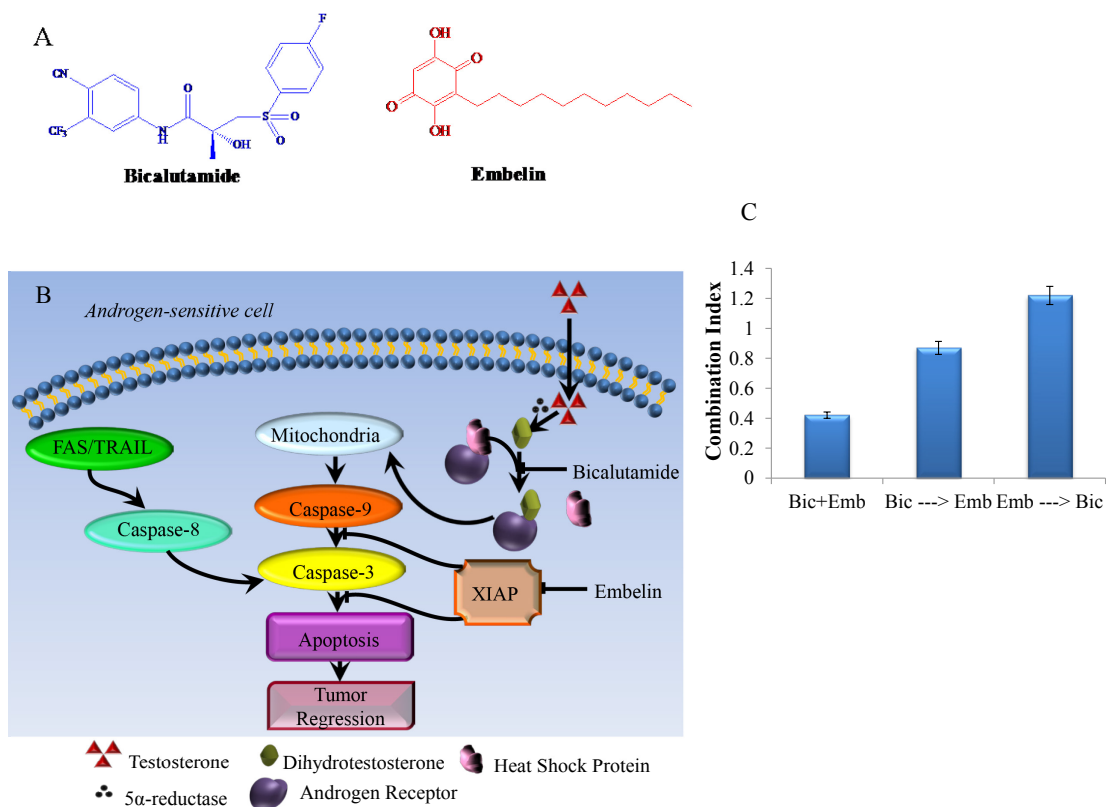 A
F
OH
O
CN
O
O
CF3
N
H
S
O
O
OH
O
OH
Bicalutamide
Embelin
C
B
Androgen-sensitive cell
FAS/TRAIL
Mitochondria
Caspase-8
Caspase-9
Caspase-3
Bicalutamide
XIAP
Embelin
Apoptosis
Tumor
Regression
Testosterone
Dihydrotestosterone
Heat Shock Protein
5α-reductase
Androgen Receptor
Combination Index
1.4
1.2
1
0.8
0.6
0.4
0.2
0
Bic+Emb
Bic ---> Emb
Emb ---> Bic